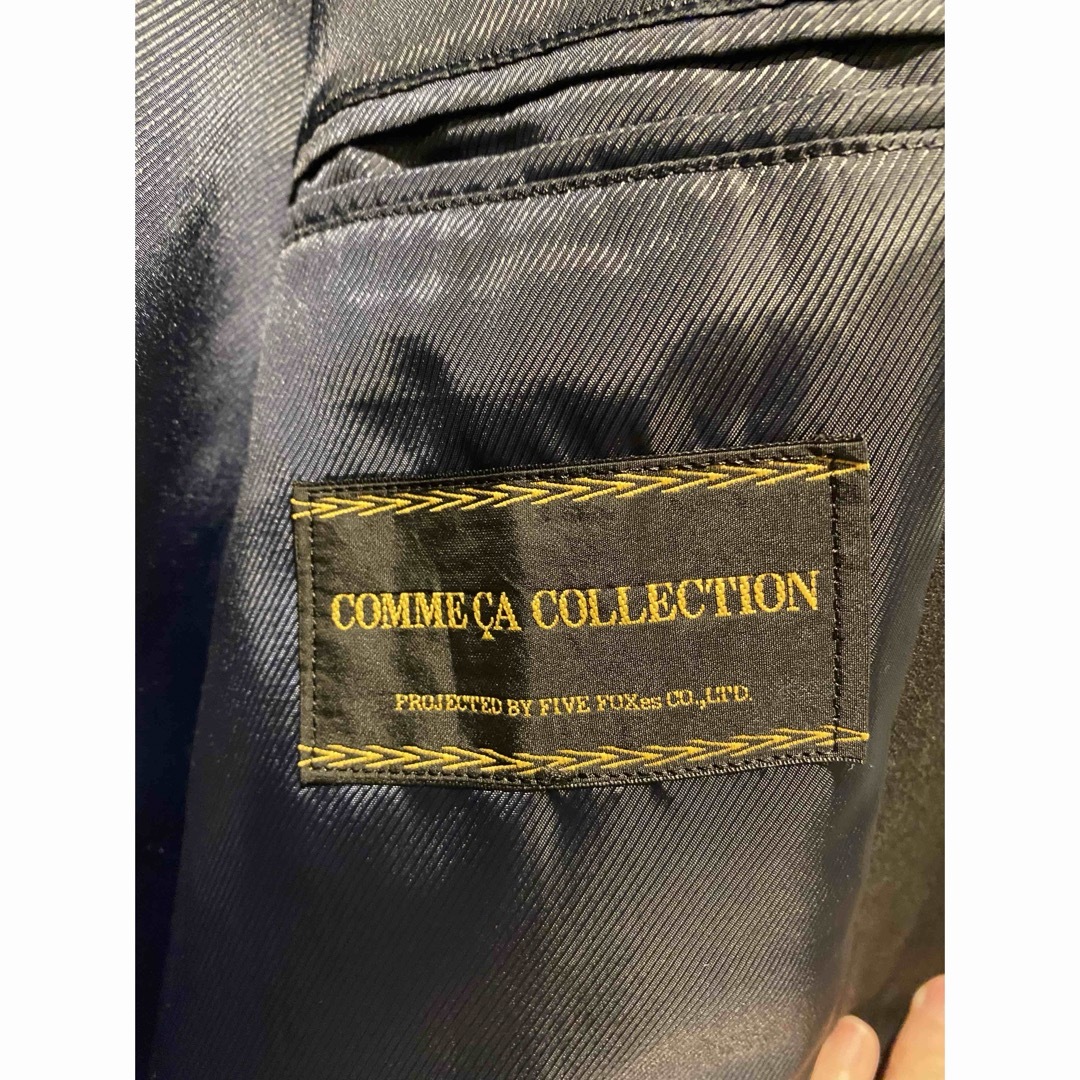 COMME ÇA COLLECTION
PROJECTED BY FIVE FOXes CO.,LTD.